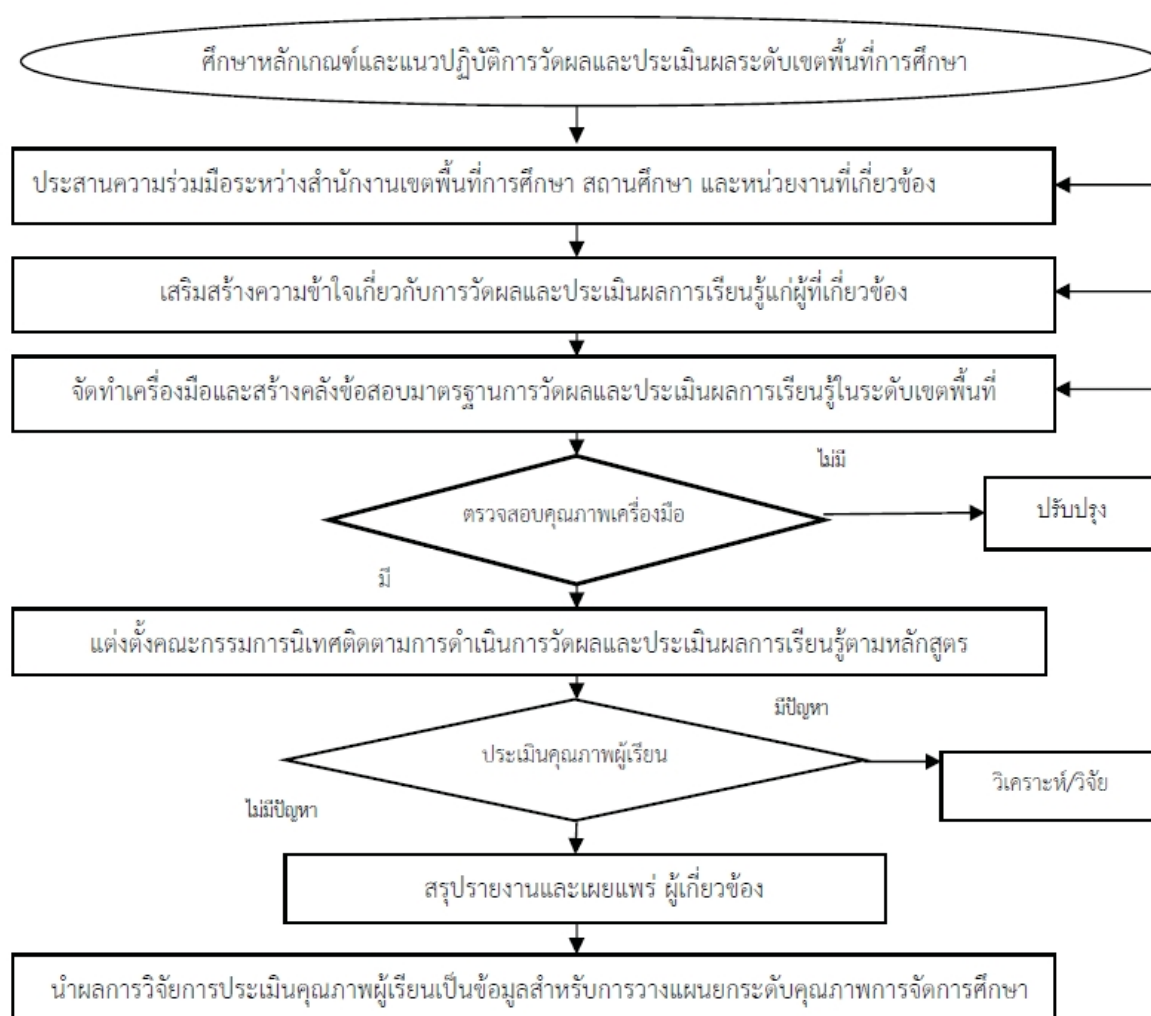 ศึกษาหลักเกณฑ์และแนวปฏิบัติการวัดผลและประเมินผลระดับเขตพื้นที่การศึกษา
ประสานความร่วมมือระหว่างสำนักงานเขตพื้นที่การศึกษา สถานศึกษา และหน่วยงานที่เกี่ยวข้อง
เสริมสร้างความข้าใจเกี่ยวกับการวัดผลและประเมินผลการเรียนรู้แก่ผู้ที่เกี่ยวข้อง
จัดทำเครื่องมือและสร้างคลังข้อสอบมาตรฐานการวัดผลและประเมินผลการเรียนรู้ในระดับเขตพื้นที่
ไม่มี
ตรวจสอบคุณภาพเครื่องมือ
ปรับปรุง
มี
แต่งตั้งคณะกรรมการนิเทศติดตามการดำเนินการวัดผลและประเมินผลการเรียนรู้ตามหลักสูตร
มีปัญหา
ประเมินคุณภาพผู้เรียน
วิเคราะห์/วิจัย
ไม่มีปัญหา
สรุปรายงานและเผยแพร่ ผู้เกี่ยวข้อง
นำผลการวิจัยการประเมินคุณภาพผู้เรียนเป็นข้อมูลสำหรับการวางแผนยกระดับคุณภาพการจัดการศึกษา